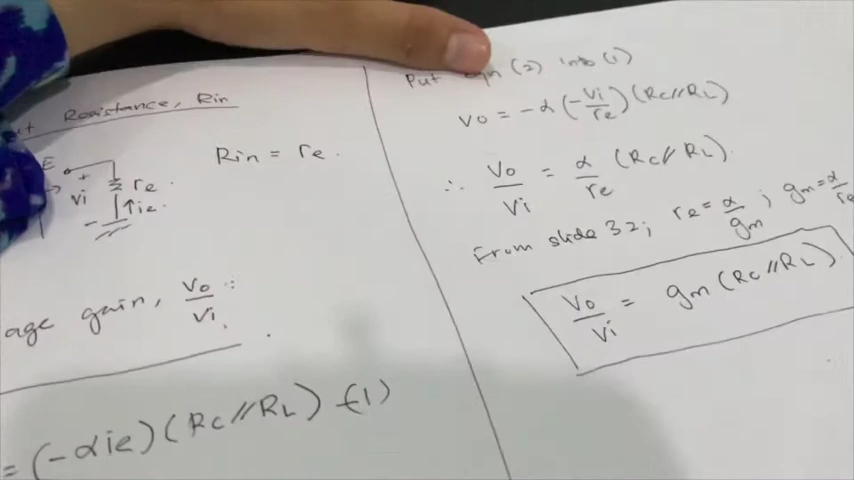 Resistance, Rin
E
+
vi
re
ie
-
Rin = re.
age gain, Vo/Vi :
= (-αie)(Rc//RL) -(1)
Put eqn (2) into (1)
Vo = -α(-Vi/re)(Rc//RL)
∴ Vo/Vi = α/re (Rc//RL)
From slide 32; re = α/gm ; gm = α/re
Vo/Vi = gm (Rc//RL)